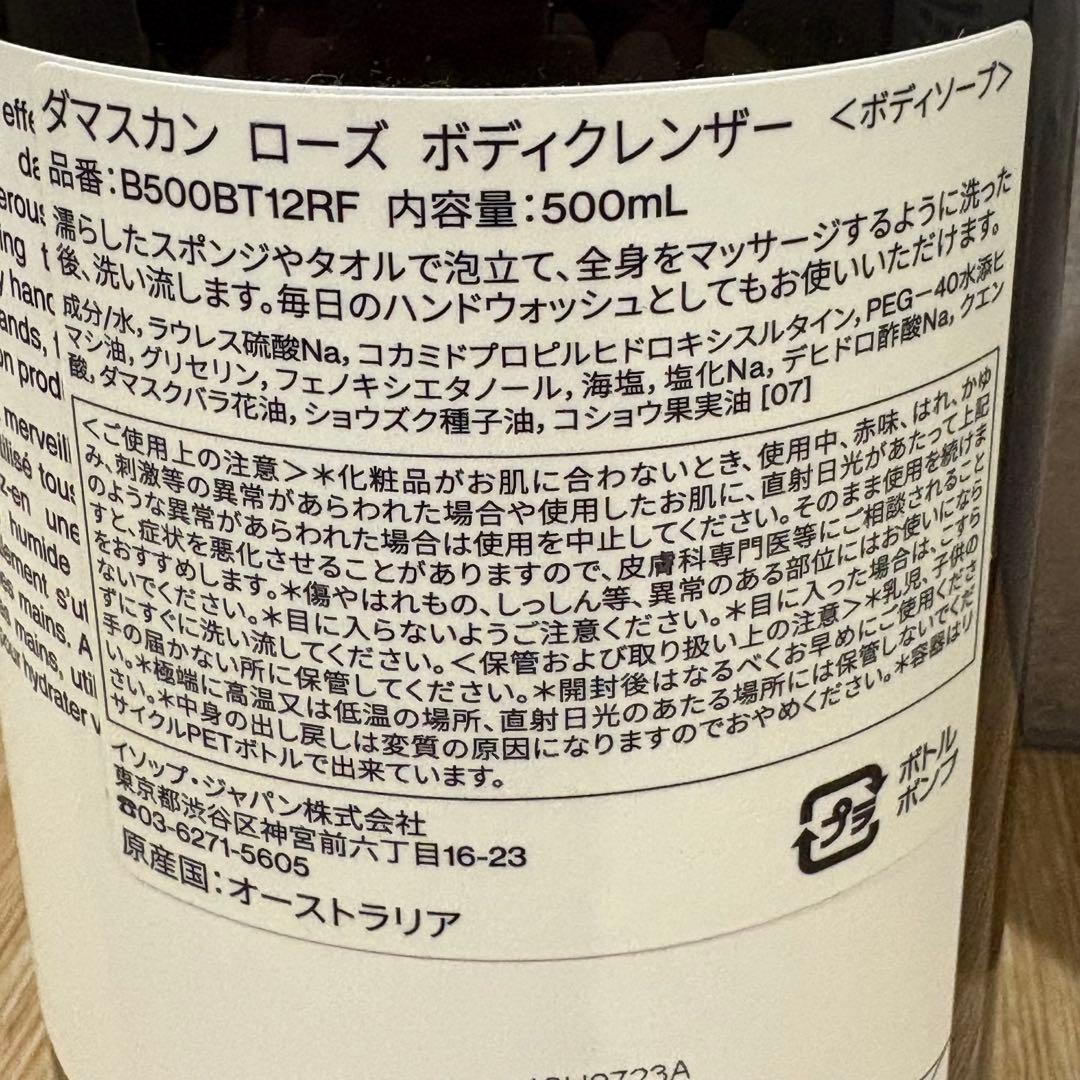 ダマスカン ローズ ボディクレンザー <ボディソープ>
品番:B500BT12RF 内容量:500mL
濡らしたスポンジやタオルで泡立て、全身をマッサージするように洗った
後、洗い流します。毎日のハンドウォッシュとしてもお使いいただけます。
成分/水, ラウレス硫酸Na, コカミドプロピルヒドロキシスルタイン, PEG－40水添ヒ
マシ油, グリセリン, フェノキシエタノール, 海塩, 塩化Na, デヒドロ酢酸Na, クエン
酸, ダマスクバラ花油, ショウズク種子油, コショウ果実油 [07]
<ご使用上の注意>＊化粧品がお肌に合わないとき、使用中、赤味、はれ、かゆ
み、刺激等の異常があらわれた場合や使用したお肌に、直射日光があたって上記
のような異常があらわれた場合は使用を中止してください。そのまま使用を続けま
すと、症状を悪化させることがありますので、皮膚科専門医等にご相談されること
をおすすめします。＊傷やはれもの、しっしん等、異常のある部位にはお使いになら
ないでください。＊目に入らないようご注意ください。＊目に入った場合は、こすら
ずにすぐに洗い流してください。<保管および取り扱い上の注意>＊乳児、子供の
手の届かない所に保管してください。＊開封後はなるべくお早めにご使用くださ
い。＊極端に高温又は低温の場所、直射日光のあたる場所には保管しないでくだ
さい。＊中身の出し戻しは変質の原因になりますのでおやめください。＊容器はリ
サイクルPETボトルで出来ています。
イソップ・ジャパン株式会社
東京都渋谷区神宮前六丁目16-23
☎03-6271-5605
原産国:オーストラリア
プラ
ボトル
ポンプ
merveill
utilisé tous
z-en une
humide
ement s'uti
es mains. A
mains, util
hydrater v